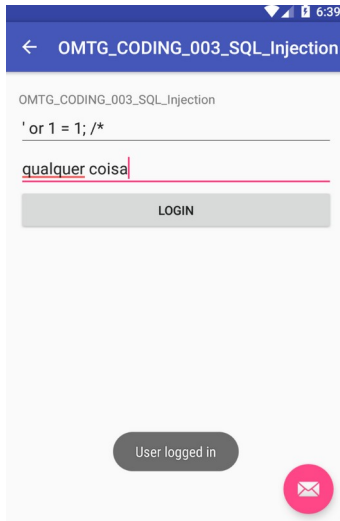 6:39
OMTG_CODING_003_SQL_Injection
OMTG_CODING_003_SQL_Injection
' or 1 = 1; /*
qualquer coisa
LOGIN
User logged in